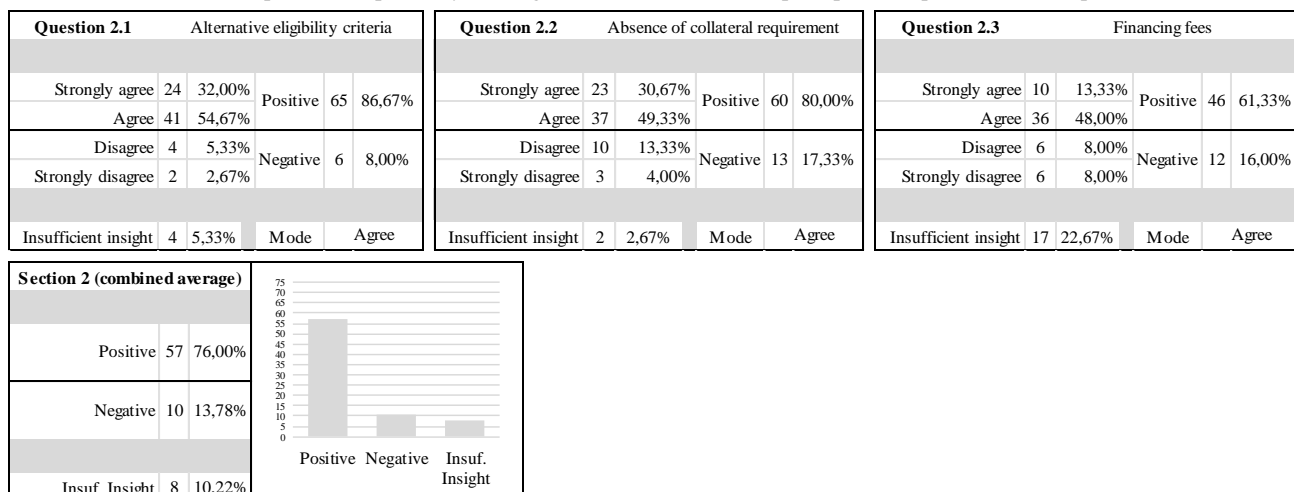 Question 2.1 Alternative eligibility criteria
Strongly agree 24 32,00% Positive 65 86,67%
Agree 41 54,67%
Disagree 4 5,33% Negative 6 8,00%
Strongly disagree 2 2,67%
Insufficient insight 4 5,33% Mode Agree
Question 2.2 Absence of collateral requirement
Strongly agree 23 30,67% Positive 60 80,00%
Agree 37 49,33%
Disagree 10 13,33% Negative 13 17,33%
Strongly disagree 3 4,00%
Insufficient insight 2 2,67% Mode Agree
Question 2.3 Financing fees
Strongly agree 10 13,33% Positive 46 61,33%
Agree 36 48,00%
Disagree 6 8,00% Negative 12 16,00%
Strongly disagree 6 8,00%
Insufficient insight 17 22,67% Mode Agree
Section 2 (combined average)
Positive 57 76,00%
Negative 10 13,78%
Insuf. Insight 8 10,22%
75
70
65
60
55
50
45
40
35
30
25
20
15
10
5
0
Positive Negative Insuf.
Insight